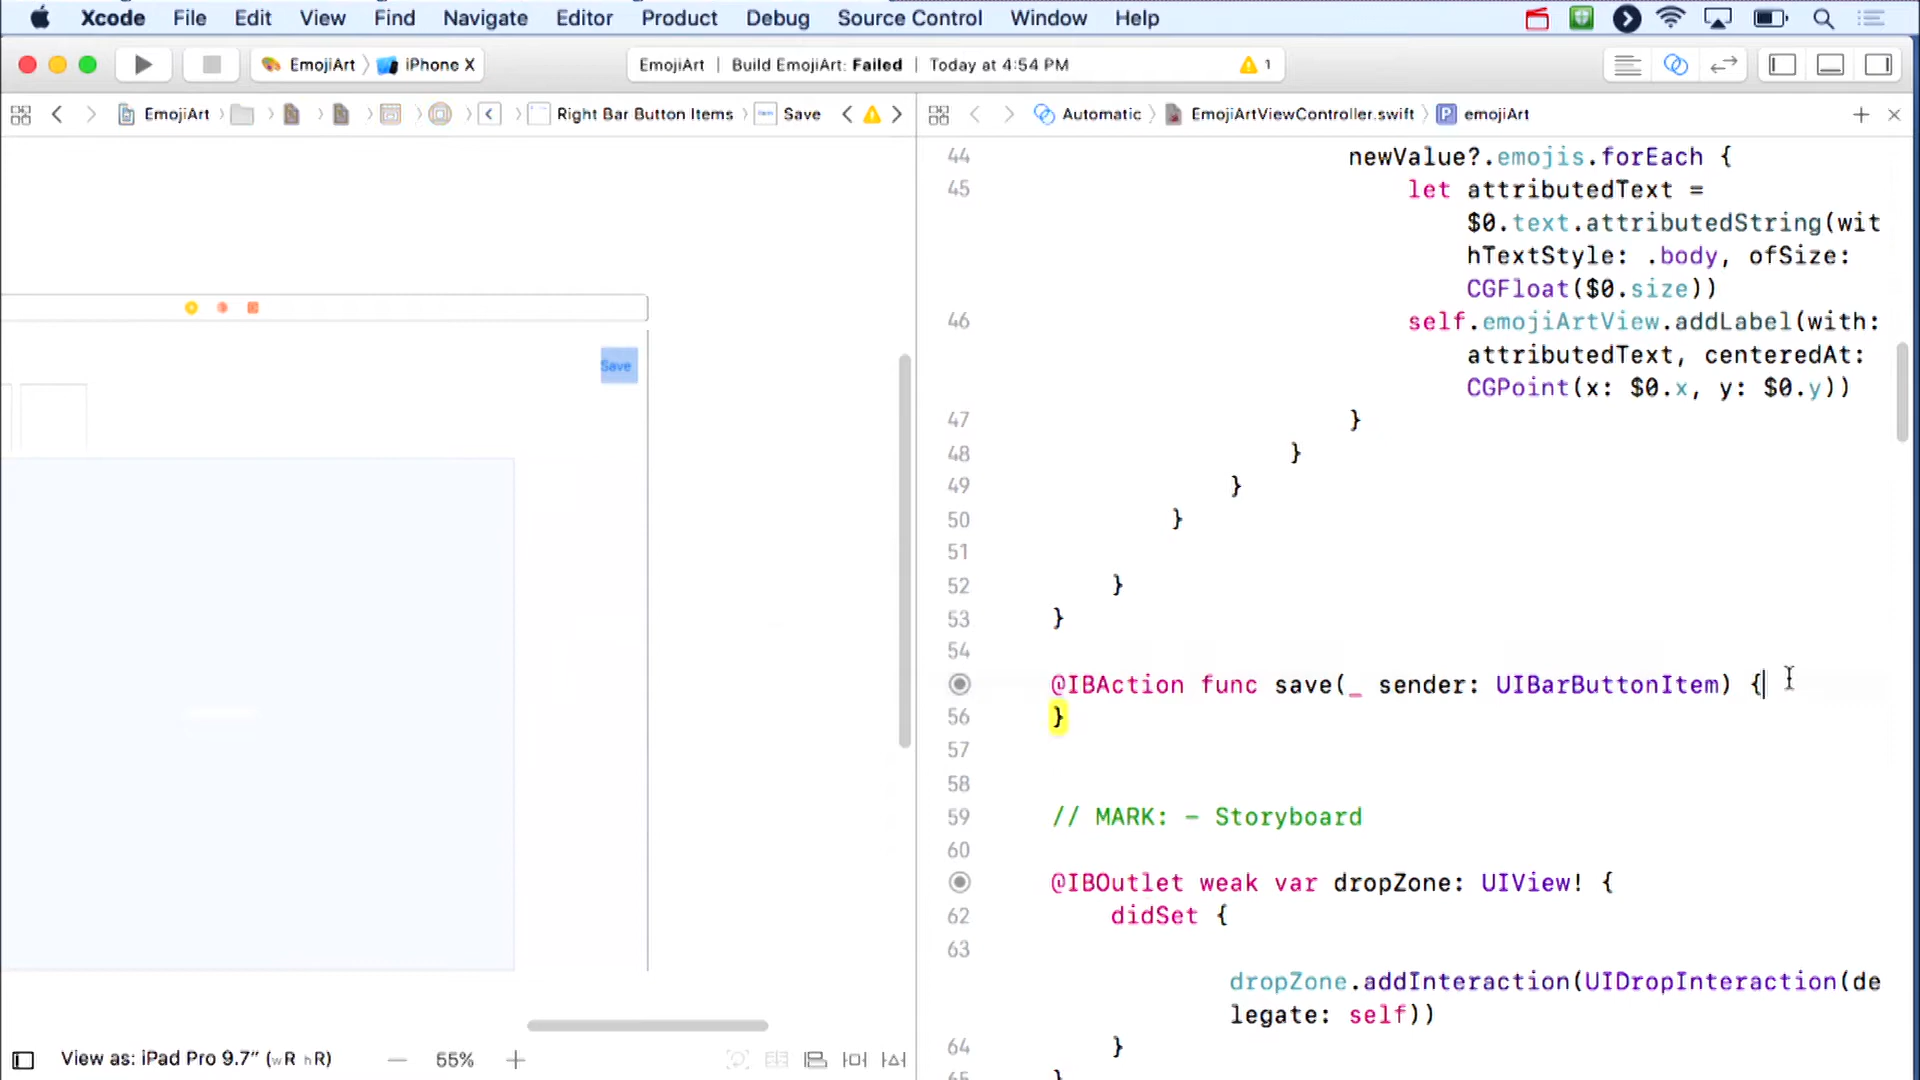 Xcode File Edit View Find Navigate Editor Product Debug Source Control Window Help
EmojiArt iPhone X EmojiArt | Build EmojiArt: Failed | Today at 4:54 PM 1
EmojiArt Right Bar Button Items Save Automatic EmojiArtViewController.swift P emojiArt
44 newValue?.emojis.forEach {
45 let attributedText =
$0.text.attributedString(wit
hTextStyle: .body, ofSize:
CGFloat($0.size))
46 self.emojiArtView.addLabel(with:
attributedText, centeredAt:
CGPoint(x: $0.x, y: $0.y))
47 }
48 }
49 }
50 }
51
52 }
53 }
54
@IBAction func save(_ sender: UIBarButtonItem) {
56 }
57
58
59 // MARK: - Storyboard
60
@IBOutlet weak var dropZone: UIView! {
62 didSet {
63
dropZone.addInteraction(UIDropInteraction(de
legate: self))
64 }
65 }
Save
View as: iPad Pro 9.7" (wR hR) — 55% +